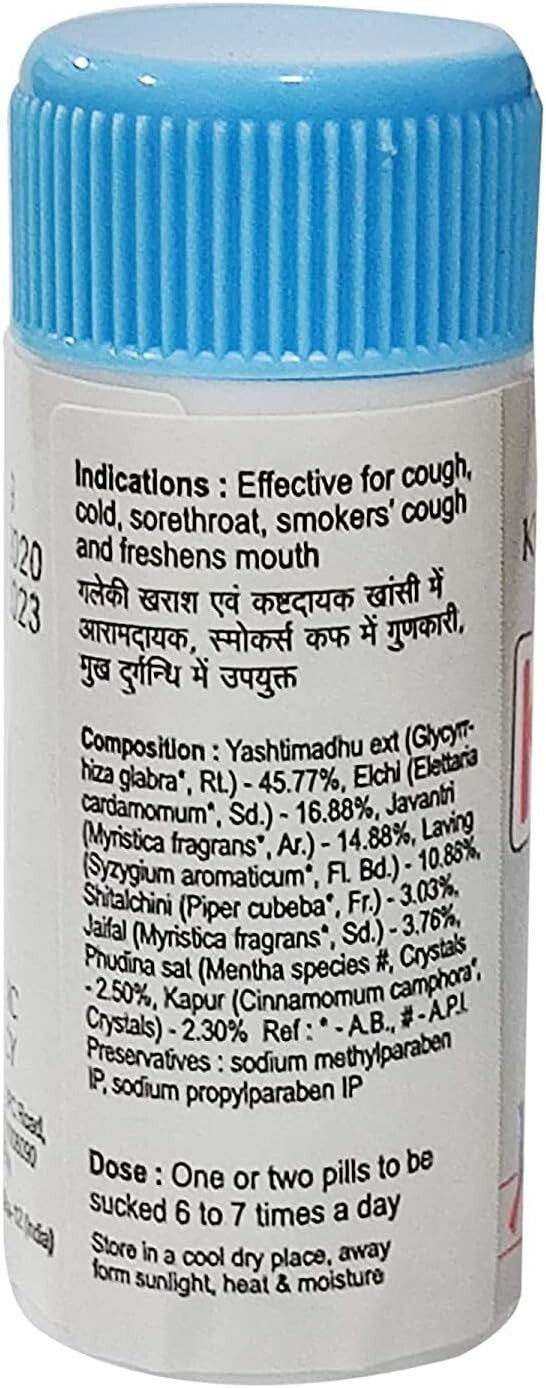 Indications : Effective for cough,
cold, sorethroat, smokers' cough
and freshens mouth
गलेकी खराश एवं कष्टदायक खांसी में
आरामदायक, स्मोकर्स कफ में गुणकारी,
मुख दुर्गन्धि में उपयुक्त
Composition : Yashtimadhu ext (Glycyrr-
hiza glabra*, Rt.) - 45.77%, Elchi (Elettaria
cardamomum*, Sd.) - 16.88%, Javantri
(Myristica fragrans*, Ar.) - 14.88%, Laving
(Syzygium aromaticum*, Fl. Bd.) - 10.88%,
Shitalchini (Piper cubeba*, Fr.) - 3.03%,
Jaifal (Myristica fragrans*, Sd.) - 3.76%,
Phudina sat (Mentha species #, Crystals
- 2.50%, Kapur (Cinnamomum camphora*,
Crystals) - 2.30% Ref : * - A.B., # - A.P.I.
Preservatives : sodium methylparaben
IP, sodium propylparaben IP
Dose : One or two pills to be
sucked 6 to 7 times a day
Store in a cool dry place, away
form sunlight, heat & moisture
020
023
Road,
(India)